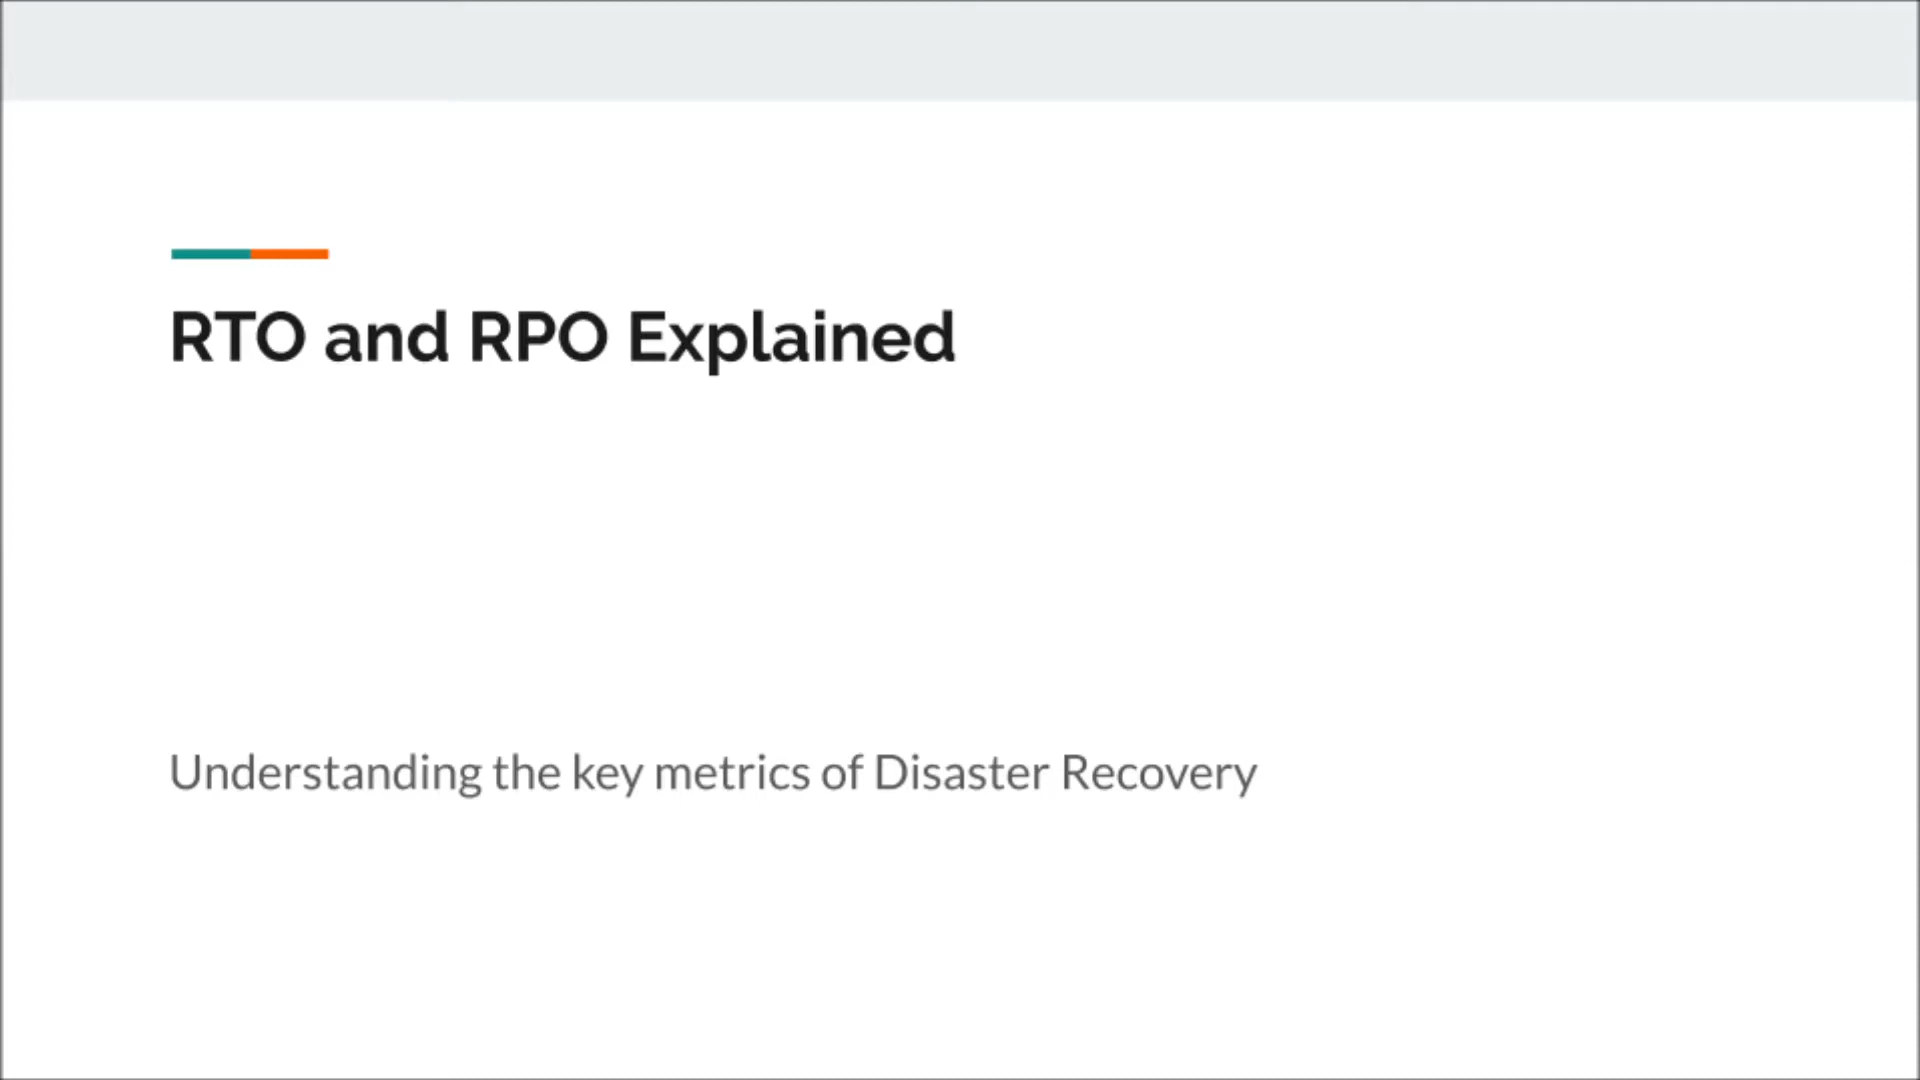 RTO and RPO Explained
Understanding the key metrics of Disaster Recovery